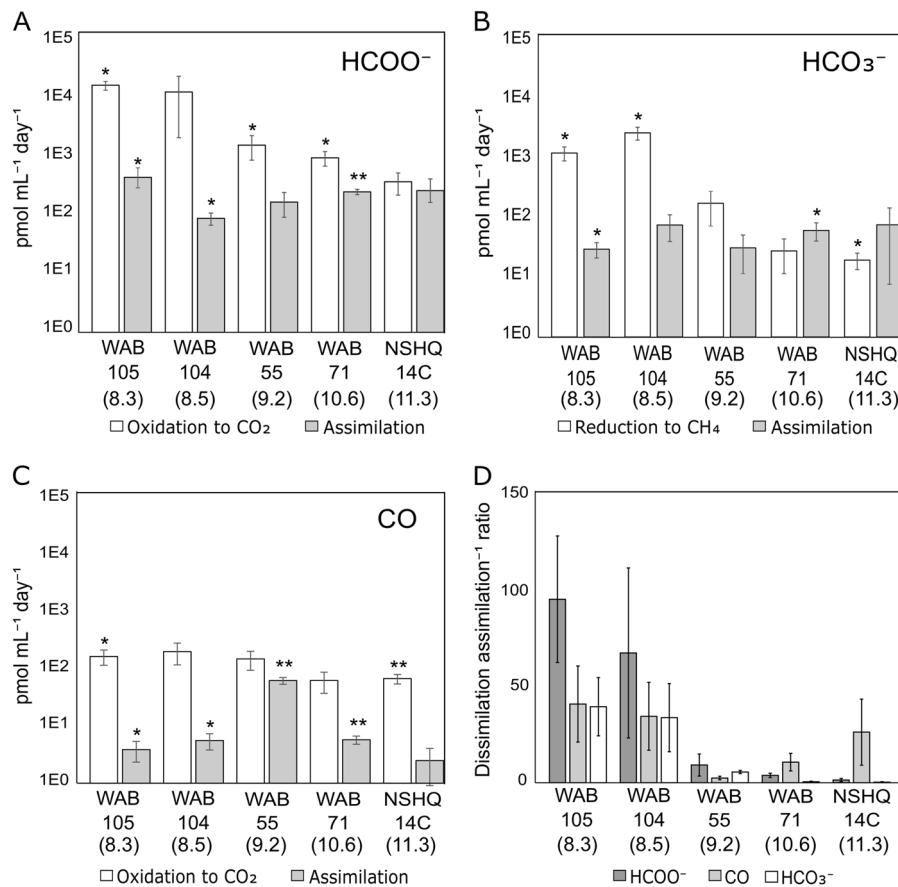 A
HCOO⁻
pmol mL⁻¹ day⁻¹
1E5
1E4
1E3
1E2
1E1
1E0
* * * * * * **
WAB WAB WAB WAB NSHQ
105 104 55 71 14C
(8.3) (8.5) (9.2) (10.6) (11.3)
Oxidation to CO₂ Assimilation
B
HCO₃⁻
pmol mL⁻¹ day⁻¹
1E5
1E4
1E3
1E2
1E1
1E0
* * * * *
WAB WAB WAB WAB NSHQ
105 104 55 71 14C
(8.3) (8.5) (9.2) (10.6) (11.3)
Reduction to CH₄ Assimilation
C
CO
pmol mL⁻¹ day⁻¹
1E5
1E4
1E3
1E2
1E1
1E0
* * * ** ** **
WAB WAB WAB WAB NSHQ
105 104 55 71 14C
(8.3) (8.5) (9.2) (10.6) (11.3)
Oxidation to CO₂ Assimilation
D
Dissimilation assimilation⁻¹ ratio
150
100
50
0
WAB WAB WAB WAB NSHQ
105 104 55 71 14C
(8.3) (8.5) (9.2) (10.6) (11.3)
HCOO⁻ CO HCO₃⁻